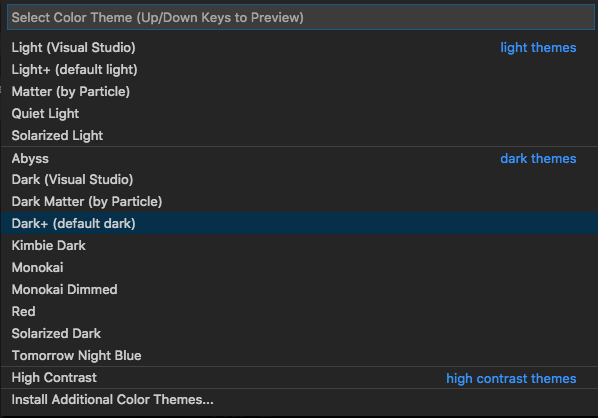 Select Color Theme (Up/Down Keys to Preview)
Light (Visual Studio) light themes
Light+ (default light)
Matter (by Particle)
Quiet Light
Solarized Light
Abyss dark themes
Dark (Visual Studio)
Dark Matter (by Particle)
Dark+ (default dark)
Kimbie Dark
Monokai
Monokai Dimmed
Red
Solarized Dark
Tomorrow Night Blue
High Contrast high contrast themes
Install Additional Color Themes...